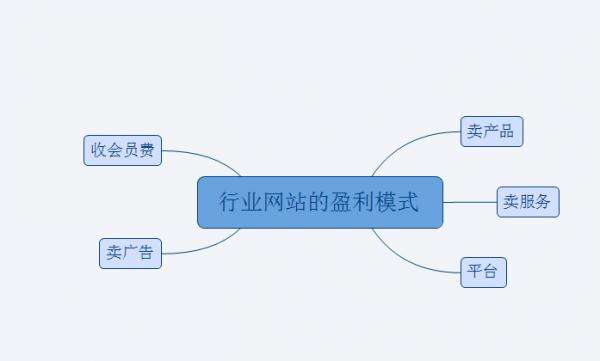 行业网站的盈利模式
卖产品
卖服务
平台
收会员费
卖广告